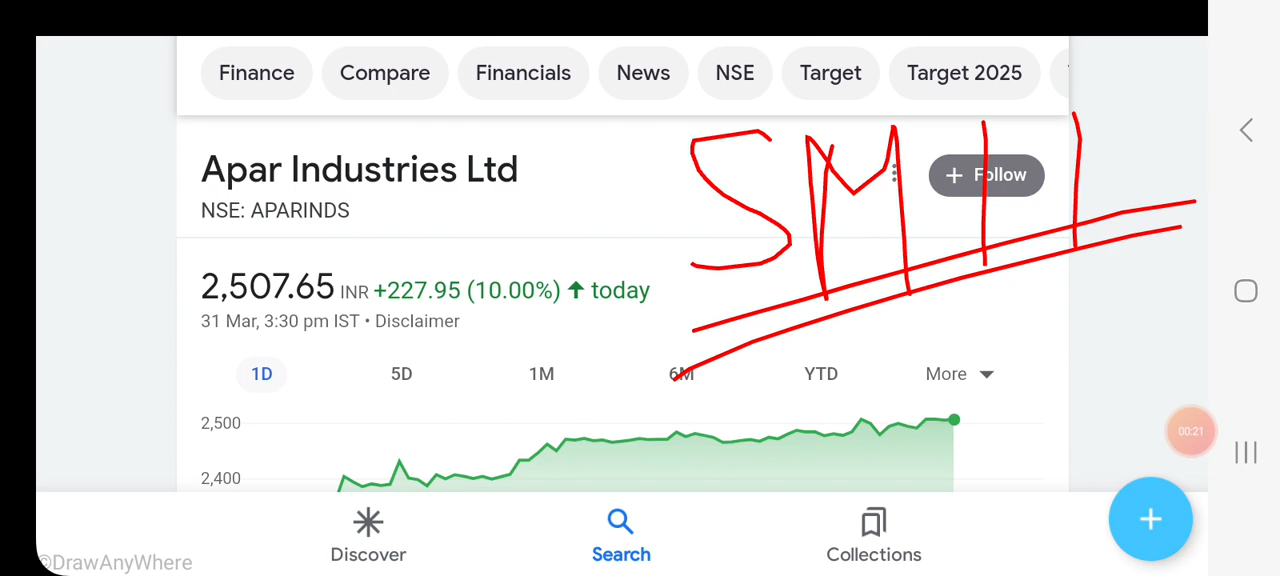 Finance Compare Financials News NSE Target Target 2025
Apar Industries Ltd
SMII
+ Follow
NSE: APARINDS
2,507.65 INR +227.95 (10.00%) ↑ today
31 Mar, 3:30 pm IST • Disclaimer
1D 5D 1M 6M YTD More
2,500
2,400
00:21
Discover Search Collections
©DrawAnyWhere